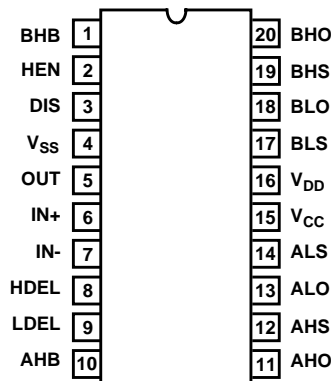 BHB 1 20 BHO
HEN 2 19 BHS
DIS 3 18 BLO
VSS 4 17 BLS
OUT 5 16 VDD
IN+ 6 15 VCC
IN- 7 14 ALS
HDEL 8 13 ALO
LDEL 9 12 AHS
AHB 10 11 AHO